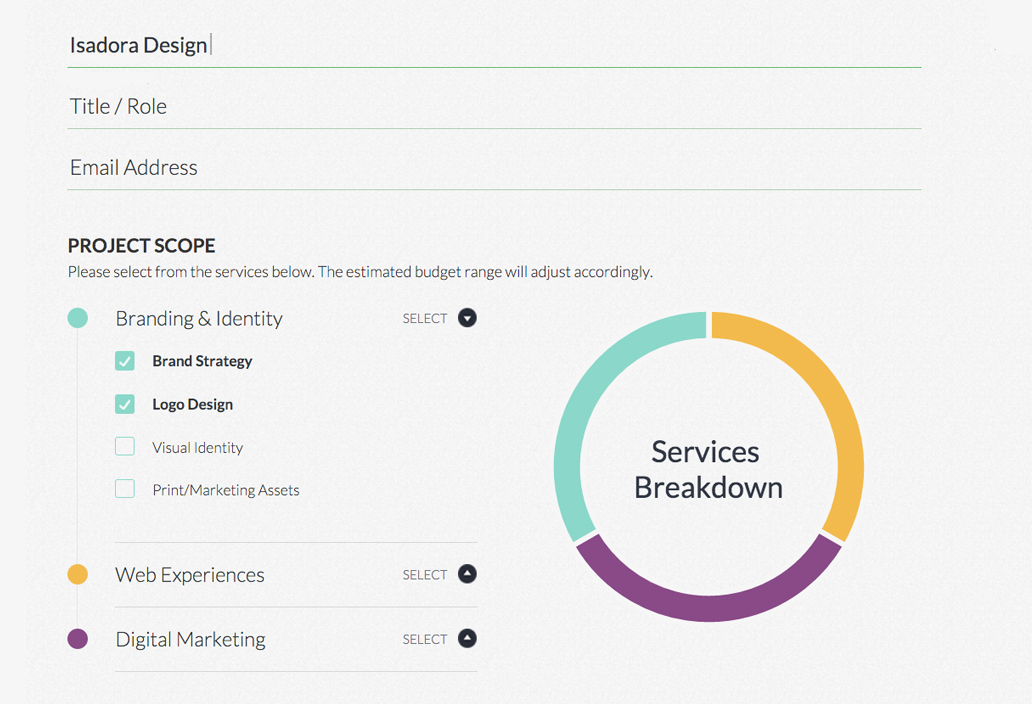 Isadora Design
Title / Role
Email Address
PROJECT SCOPE
Please select from the services below. The estimated budget range will adjust accordingly.
Branding & Identity SELECT
Brand Strategy
Logo Design
Visual Identity
Print/Marketing Assets
Web Experiences SELECT
Digital Marketing SELECT
Services
Breakdown